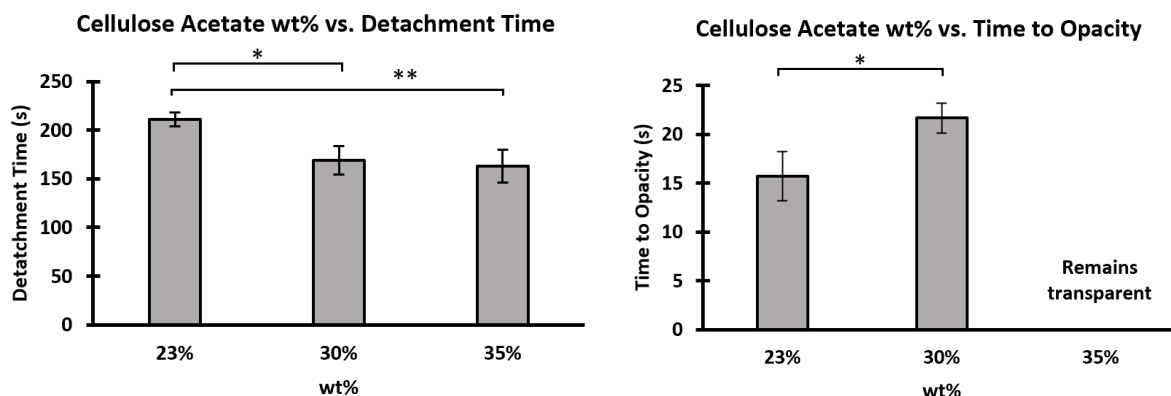 Cellulose Acetate wt% vs. Detachment Time
*
**
250
200
150
100
50
0
Detatchment Time (s)
23%
30%
35%
wt%
Cellulose Acetate wt% vs. Time to Opacity
*
25
20
15
10
5
0
Time to Opacity (s)
Remains
transparent
23%
30%
35%
wt%